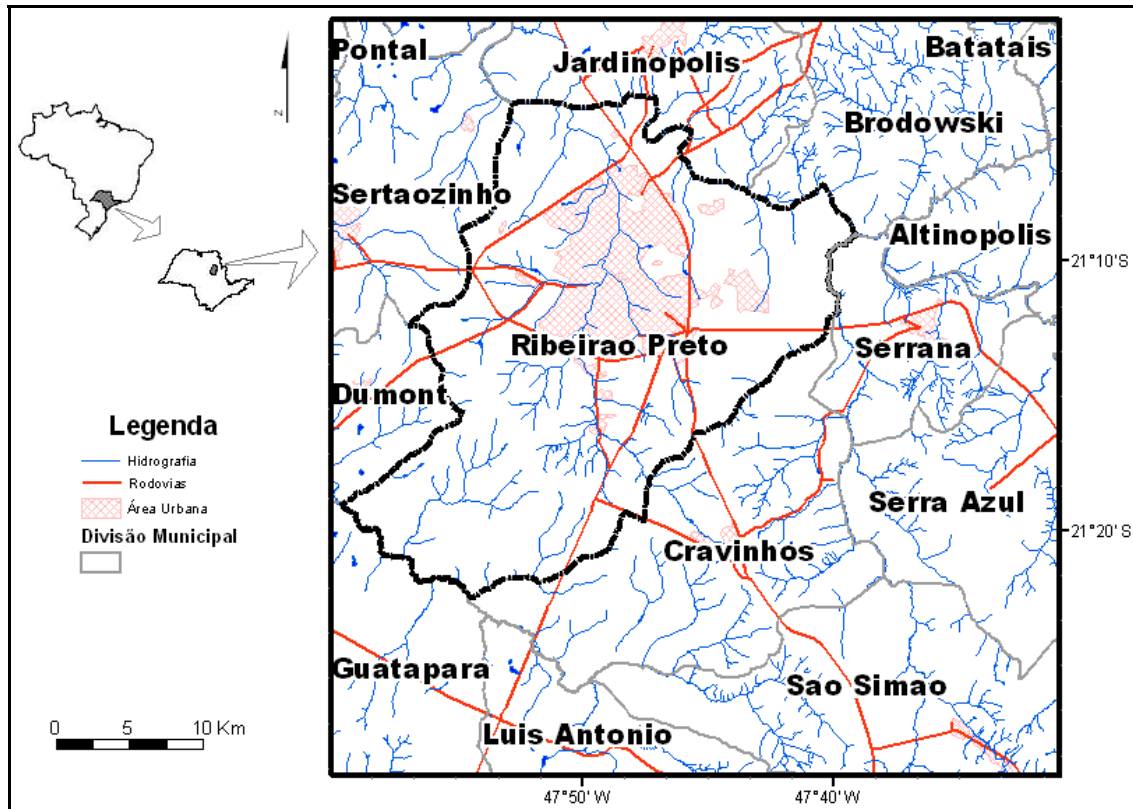 Pontal
Jardinopolis
Batatais
Brodowski
Sertaozinho
Altinopolis
Ribeirao Preto
Serrana
Dumont
Serra Azul
Cravinhos
Guatapara
Sao Simao
Luis Antonio
21°10'S
21°20' S
47°50' W
47°40' W
N
Legenda
Hidrografia
Rodovias
Área Urbana
Divisão Municipal
0 5 10 Km